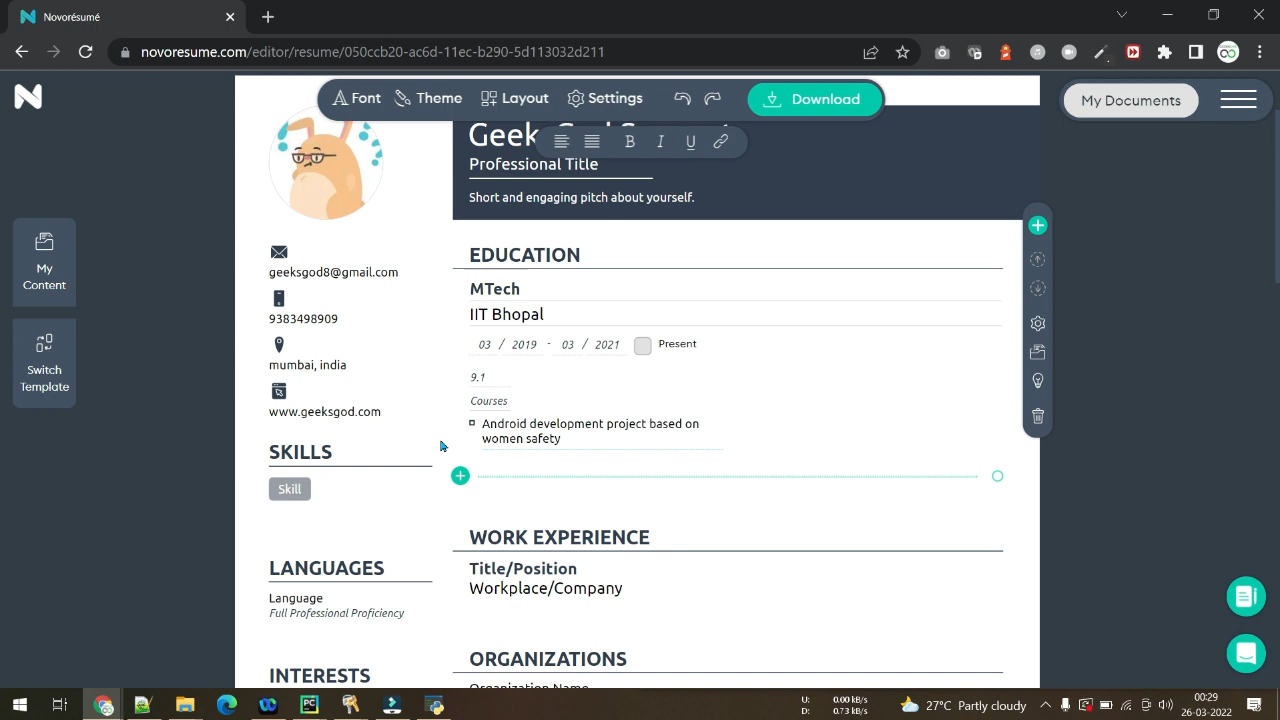 Novorésumé
novoresume.com/editor/resume/050ccb20-ac6d-11ec-b290-5d113032d211
Font
Theme
Layout
Settings
Download
My Documents
My
Content
Switch
Template
Professional Title
Short and engaging pitch about yourself.
geeksgod8@gmail.com
9383498909
mumbai, india
www.geeksgod.com
SKILLS
Skill
LANGUAGES
Language
Full Professional Proficiency
INTERESTS
EDUCATION
MTech
IIT Bhopal
03 / 2019 - 03 / 2021 Present
9.1
Courses
Android development project based on
women safety
WORK EXPERIENCE
Title/Position
Workplace/Company
ORGANIZATIONS
Organization Name
U: 0.00 kB/s
D: 0.73 kB/s
27°C Partly cloudy
00:29
26-03-2022